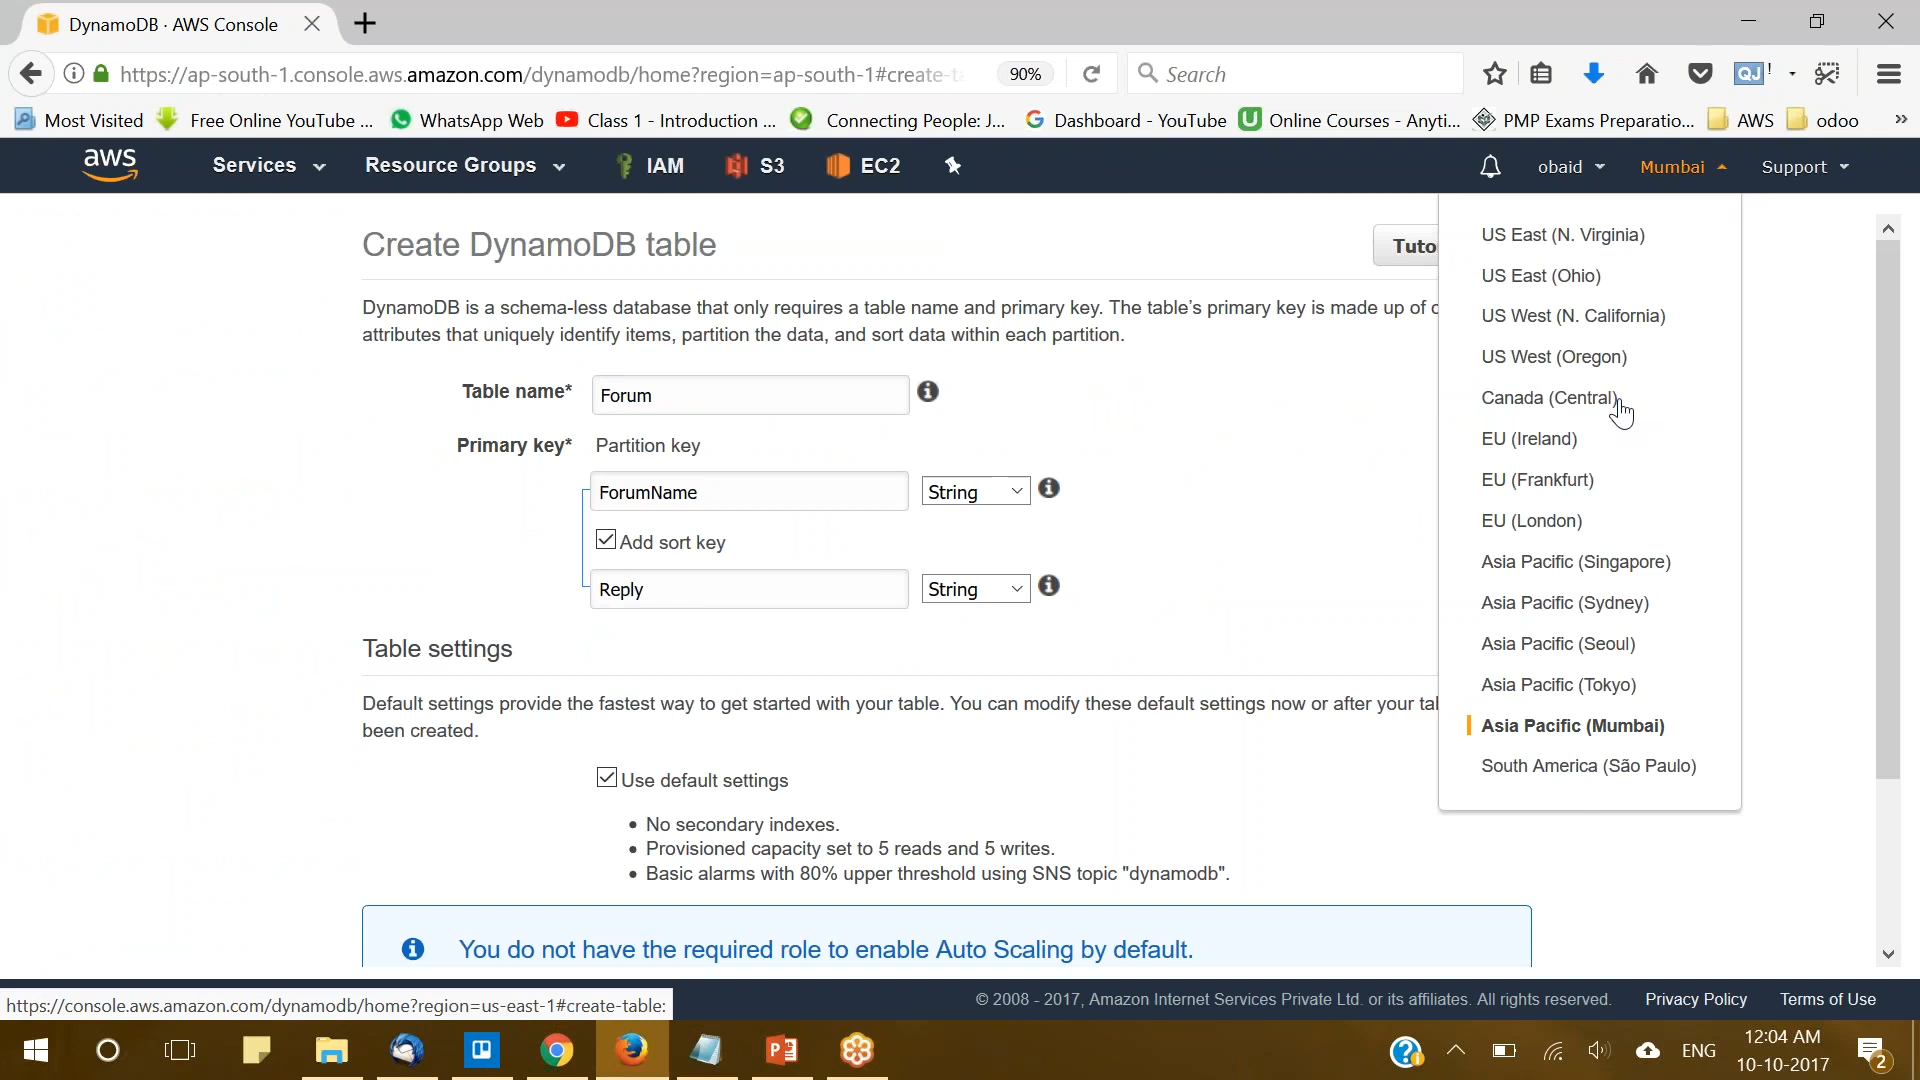 DynamoDB · AWS Console
https://ap-south-1.console.aws.amazon.com/dynamodb/home?region=ap-south-1#create-ta
90%
Search
QJ !
Most Visited
Free Online YouTube ...
WhatsApp Web
Class 1 - Introduction ...
Connecting People: J...
Dashboard - YouTube
Online Courses - Anyti...
PMP Exams Preparatio...
AWS
odoo
aws
Services
Resource Groups
IAM
S3
EC2
obaid
Mumbai
Support
Create DynamoDB table
Tuto
DynamoDB is a schema-less database that only requires a table name and primary key. The table's primary key is made up of o
attributes that uniquely identify items, partition the data, and sort data within each partition.
Table name*
Forum
Primary key*
Partition key
ForumName
String
Add sort key
Reply
String
Table settings
Default settings provide the fastest way to get started with your table. You can modify these default settings now or after your tab
been created.
Use default settings
No secondary indexes.
Provisioned capacity set to 5 reads and 5 writes.
Basic alarms with 80% upper threshold using SNS topic "dynamodb".
You do not have the required role to enable Auto Scaling by default.
US East (N. Virginia)
US East (Ohio)
US West (N. California)
US West (Oregon)
Canada (Central)
EU (Ireland)
EU (Frankfurt)
EU (London)
Asia Pacific (Singapore)
Asia Pacific (Sydney)
Asia Pacific (Seoul)
Asia Pacific (Tokyo)
Asia Pacific (Mumbai)
South America (São Paulo)
https://console.aws.amazon.com/dynamodb/home?region=us-east-1#create-table:
© 2008 - 2017, Amazon Internet Services Private Ltd. or its affiliates. All rights reserved.
Privacy Policy
Terms of Use
ENG
12:04 AM
10-10-2017
2